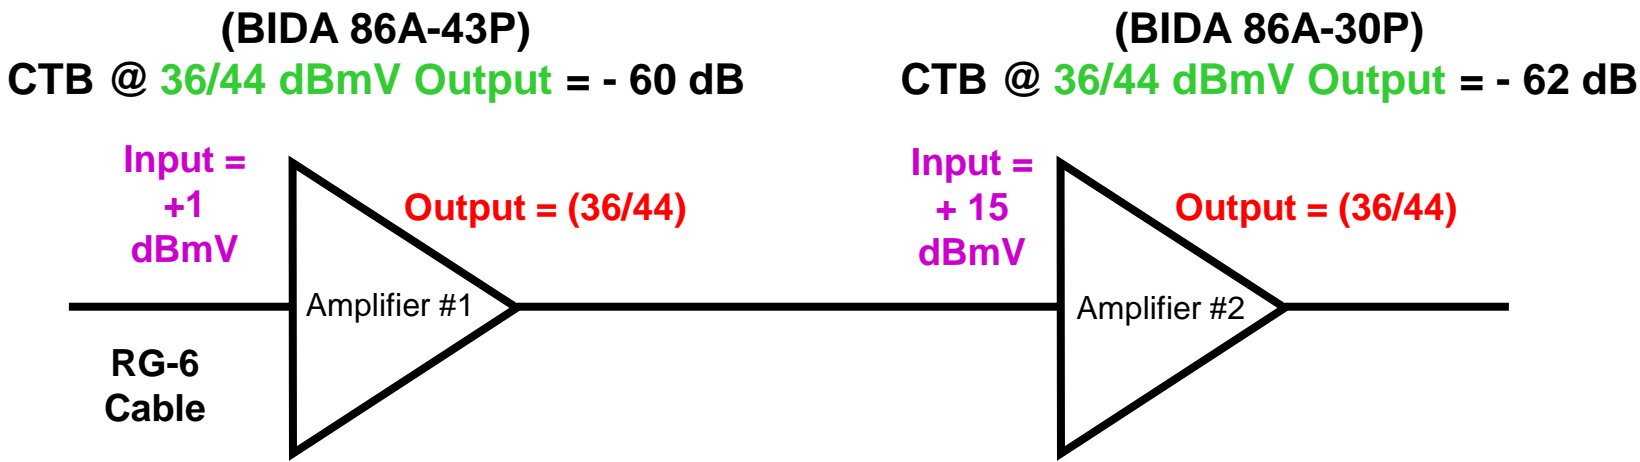 (BIDA 86A-43P)
CTB @ 36/44 dBmV Output = - 60 dB
(BIDA 86A-30P)
CTB @ 36/44 dBmV Output = - 62 dB
Input =
+1
dBmV
Output = (36/44)
Amplifier #1
RG-6
Cable
Input =
+ 15
dBmV
Output = (36/44)
Amplifier #2